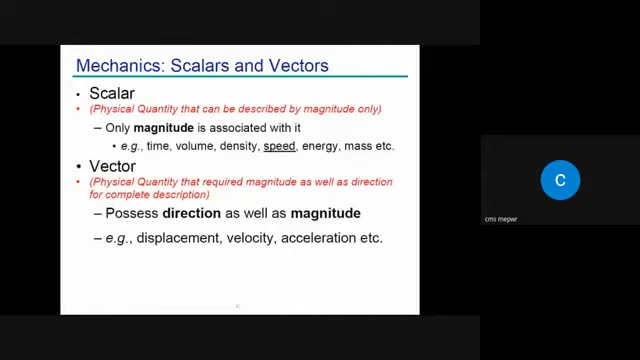 Mechanics: Scalars and Vectors
• Scalar
• (Physical Quantity that can be described by magnitude only)
– Only magnitude is associated with it
• e.g., time, volume, density, speed, energy, mass etc.
• Vector
• (Physical Quantity that required magnitude as well as direction
for complete description)
– Possess direction as well as magnitude
– e.g., displacement, velocity, acceleration etc.
C
cms mepwr